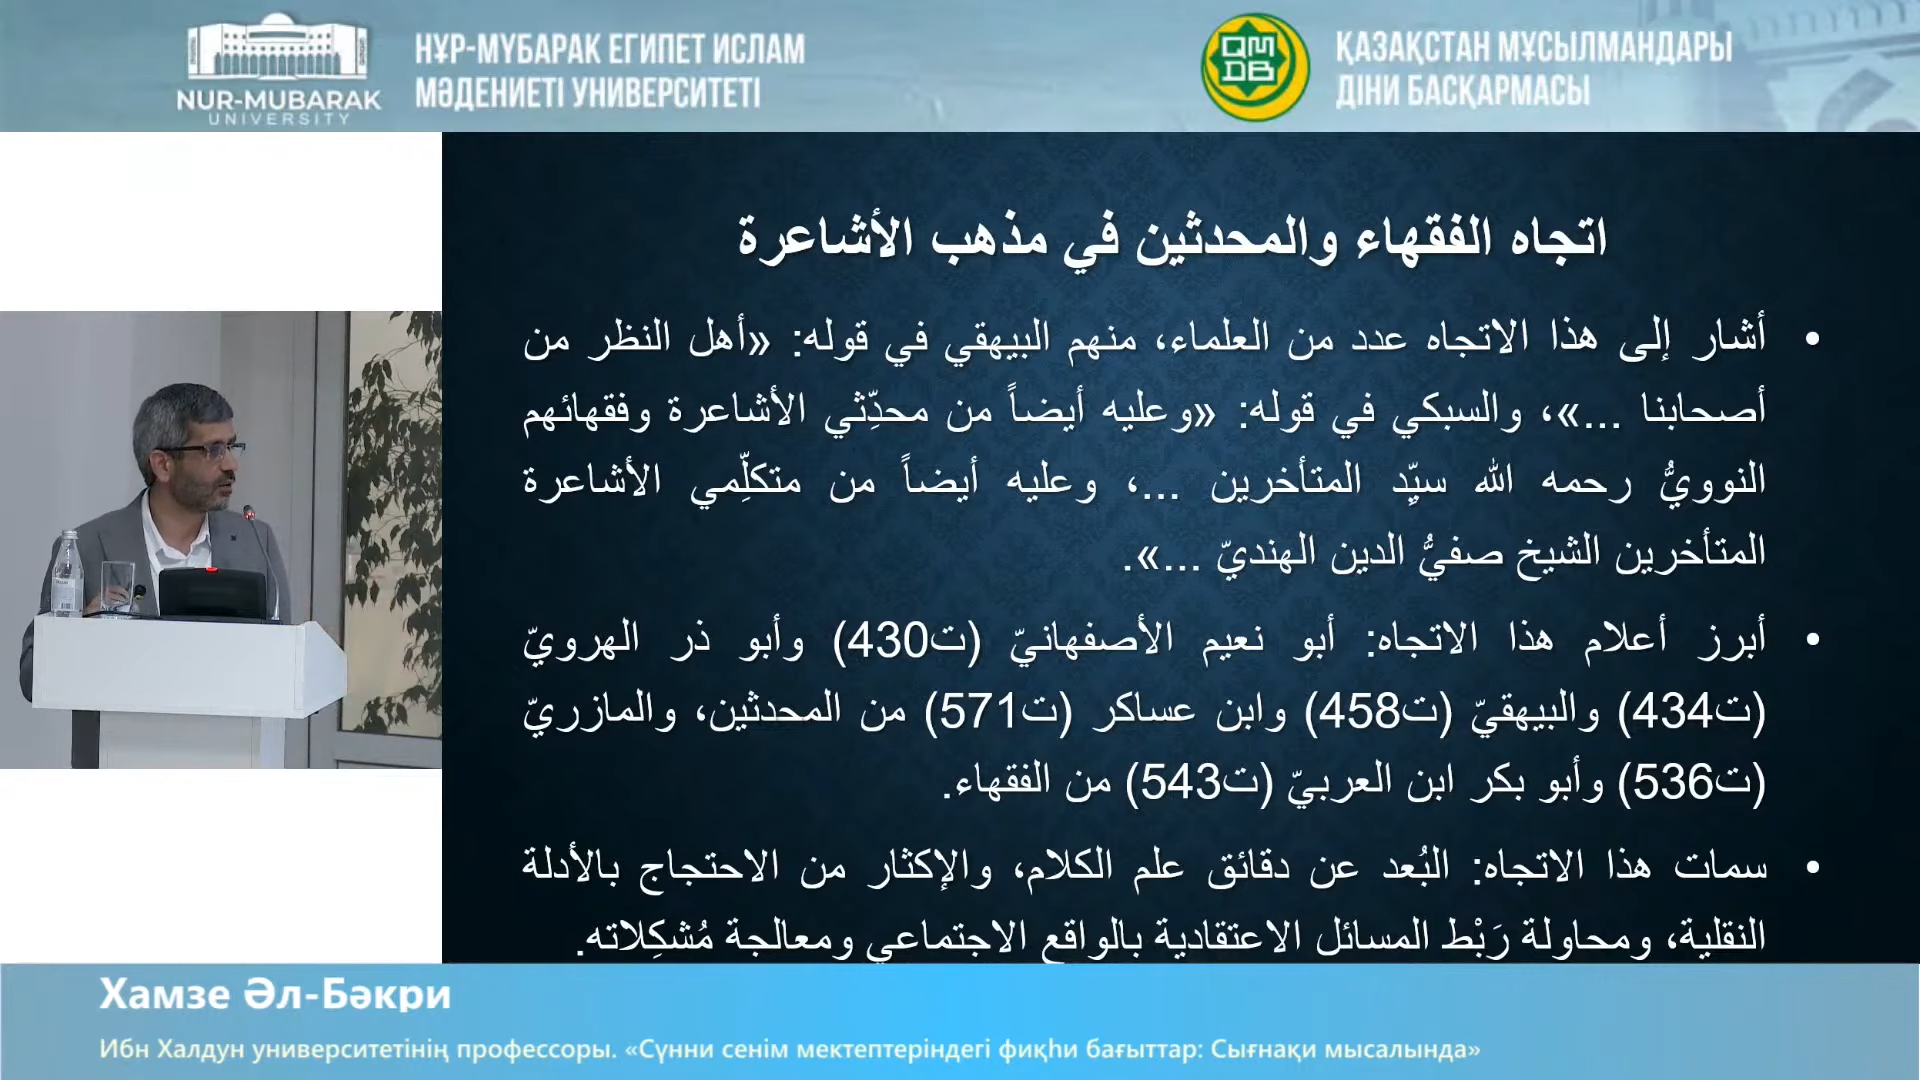 NUR-MUBARAK
UNIVERSITY
НҰР-МҮБАРАК ЕГИПЕТ ИСЛАМ
МӘДЕНИЕТІ УНИВЕРСИТЕТІ
QM
DB
ҚАЗАҚСТАН МҰСЫЛМАНДАРЫ
ДІНИ БАСҚАРМАСЫ
اتجاه الفقهاء والمحدثين في مذهب الأشاعرة
• أشار إلى هذا الاتجاه عدد من العلماء، منهم البيهقي في قوله: «أهل النظر من
أصحابنا ...»، والسبكي في قوله: «وعليه أيضاً من محدِّثي الأشاعرة وفقهائهم
النوويُّ رحمه الله سيِّد المتأخرين ...، وعليه أيضاً من متكلِّمي الأشاعرة
المتأخرين الشيخ صفيُّ الدين الهنديّ ...».
• أبرز أعلام هذا الاتجاه: أبو نعيم الأصفهانيّ (ت430) وأبو ذر الهرويّ
(ت434) والبيهقيّ (ت458) وابن عساكر (ت571) من المحدثين، والمازريّ
(ت536) وأبو بكر ابن العربيّ (ت543) من الفقهاء.
• سمات هذا الاتجاه: البُعد عن دقائق علم الكلام، والإكثار من الاحتجاج بالأدلة
النقلية، ومحاولة رَبْط المسائل الاعتقادية بالواقع الاجتماعي ومعالجة مُشكِلاته.
Хамзе Әл-Бәкри
Ибн Халдун университетінің профессоры. «Сүнни сенім мектептеріндегі фиқһи бағыттар: Сығнақи мысалында»